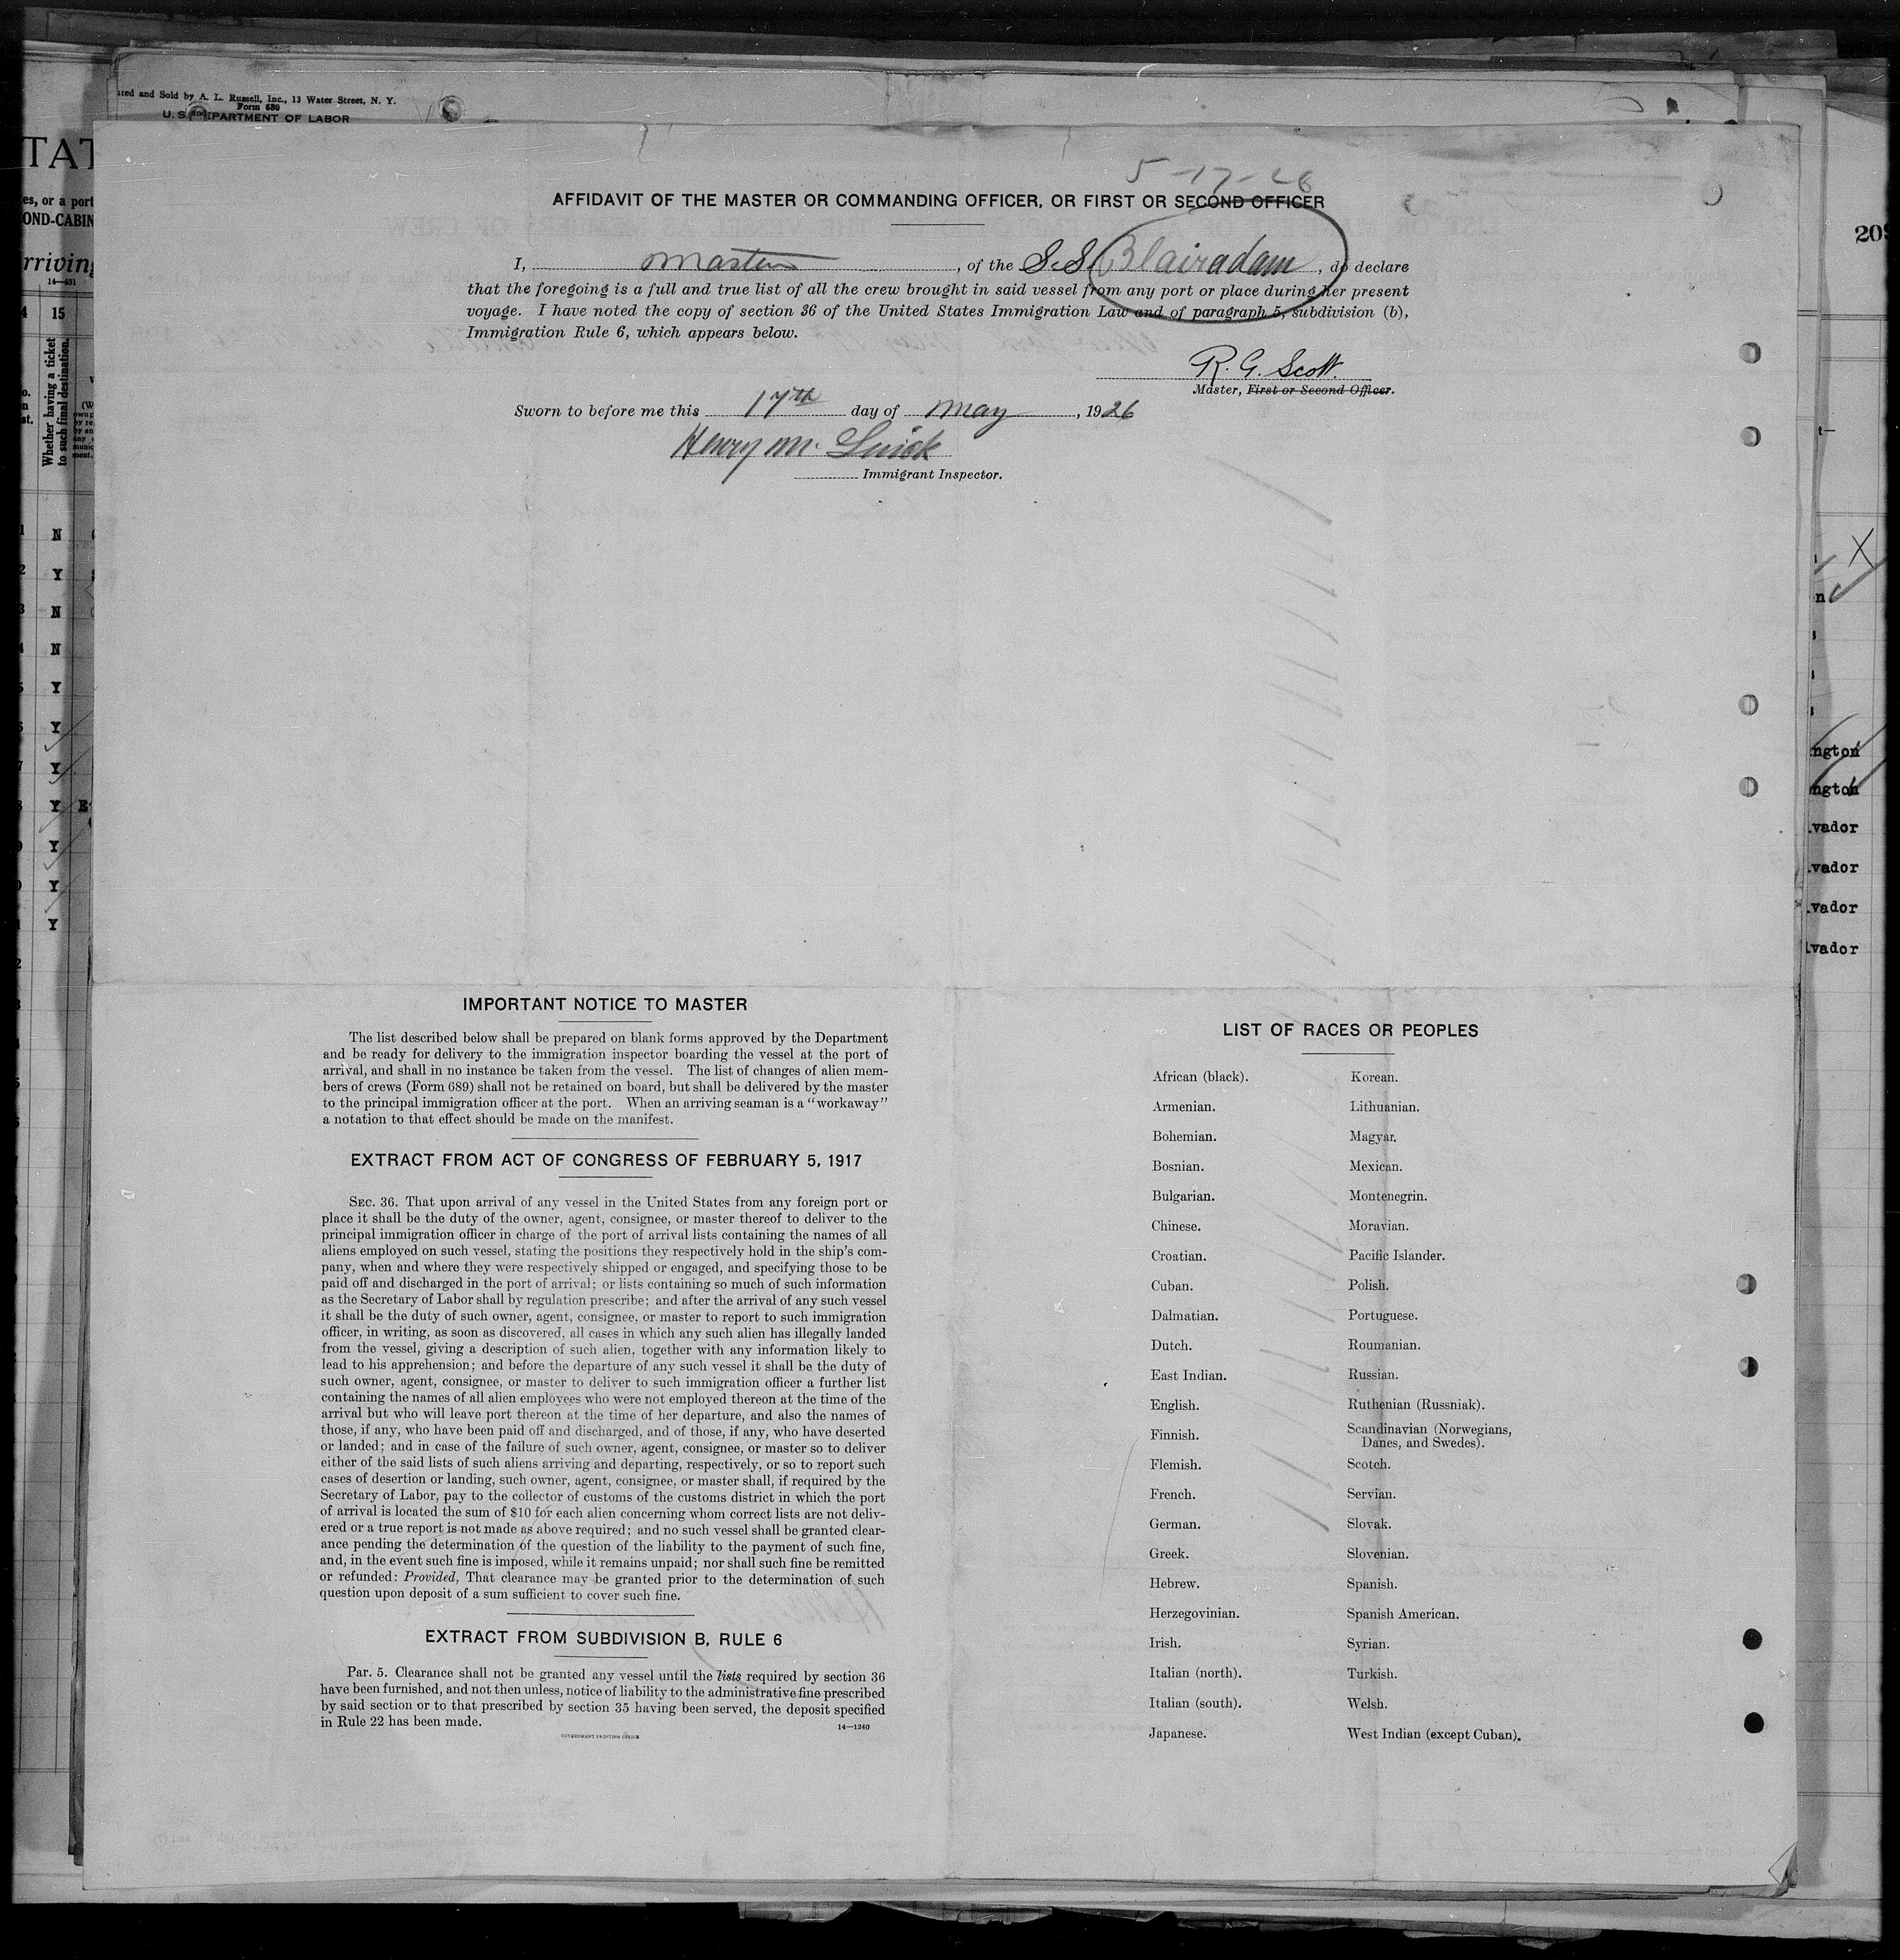 ted and Sold by A. L. Russell, Inc., 13 Water Street, N. Y.
Form 680
U. S. DEPARTMENT OF LABOR
TAT
es, or a port
OND-CABIN
rriving
14—431
15
Whether having a ticket
to such final destination.
N
Y
N
N
Y
Y
Y
Y
Y
Y
Y
5-17-26
AFFIDAVIT OF THE MASTER OR COMMANDING OFFICER, OR FIRST OR SECOND OFFICER
I, Master, of the S.S. Blairadam, do declare
that the foregoing is a full and true list of all the crew brought in said vessel from any port or place during her present
voyage. I have noted the copy of section 36 of the United States Immigration Law and of paragraph 5, subdivision (b),
Immigration Rule 6, which appears below.
R. G. Scott.
Master, First or Second Officer.
Sworn to before me this 17th day of May, 1926
Henry M.
Immigrant Inspector.
IMPORTANT NOTICE TO MASTER
The list described below shall be prepared on blank forms approved by the Department
and be ready for delivery to the immigration inspector boarding the vessel at the port of
arrival, and shall in no instance be taken from the vessel. The list of changes of alien mem-
bers of crews (Form 689) shall not be retained on board, but shall be delivered by the master
to the principal immigration officer at the port. When an arriving seaman is a "workaway"
a notation to that effect should be made on the manifest.
EXTRACT FROM ACT OF CONGRESS OF FEBRUARY 5, 1917
SEC. 36. That upon arrival of any vessel in the United States from any foreign port or
place it shall be the duty of the owner, agent, consignee, or master thereof to deliver to the
principal immigration officer in charge of the port of arrival lists containing the names of all
aliens employed on such vessel, stating the positions they respectively hold in the ship's com-
pany, when and where they were respectively shipped or engaged, and specifying those to be
paid off and discharged in the port of arrival; or lists containing so much of such information
as the Secretary of Labor shall by regulation prescribe; and after the arrival of any such vessel
it shall be the duty of such owner, agent, consignee, or master to report to such immigration
officer, in writing, as soon as discovered, all cases in which any such alien has illegally landed
from the vessel, giving a description of such alien, together with any information likely to
lead to his apprehension; and before the departure of any such vessel it shall be the duty of
such owner, agent, consignee, or master to deliver to such immigration officer a further list
containing the names of all alien employees who were not employed thereon at the time of the
arrival but who will leave port thereon at the time of her departure, and also the names of
those, if any, who have been paid off and discharged, and of those, if any, who have deserted
or landed; and in case of the failure of such owner, agent, consignee, or master so to deliver
either of the said lists of such aliens arriving and departing, respectively, or so to report such
cases of desertion or landing, such owner, agent, consignee, or master shall, if required by the
Secretary of Labor, pay to the collector of customs of the customs district in which the port
of arrival is located the sum of $10 for each alien concerning whom correct lists are not deliv-
ered or a true report is not made as above required; and no such vessel shall be granted clear-
ance pending the determination of the question of the liability to the payment of such fine,
and, in the event such fine is imposed, while it remains unpaid; nor shall such fine be remitted
or refunded: Provided, That clearance may be granted prior to the determination of such
question upon deposit of a sum sufficient to cover such fine.
EXTRACT FROM SUBDIVISION B, RULE 6
Par. 5. Clearance shall not be granted any vessel until the lists required by section 36
have been furnished, and not then unless, notice of liability to the administrative fine prescribed
by said section or to that prescribed by section 35 having been served, the deposit specified
in Rule 22 has been made.
14—1240
GOVERNMENT PRINTING OFFICE
LIST OF RACES OR PEOPLES
African (black). Korean.
Armenian. Lithuanian.
Bohemian. Magyar.
Bosnian. Mexican.
Bulgarian. Montenegrin.
Chinese. Moravian.
Croatian. Pacific Islander.
Cuban. Polish.
Dalmatian. Portuguese.
Dutch. Roumanian.
East Indian. Russian.
English. Ruthenian (Russniak).
Finnish. Scandinavian (Norwegians,
Danes, and Swedes).
Flemish. Scotch.
French. Servian.
German. Slovak.
Greek. Slovenian.
Hebrew. Spanish.
Herzegovinian. Spanish American.
Irish. Syrian.
Italian (north). Turkish.
Italian (south). Welsh.
Japanese. West Indian (except Cuban).
209
X
n
ngton
ngton
vador
vador
vador
lvador